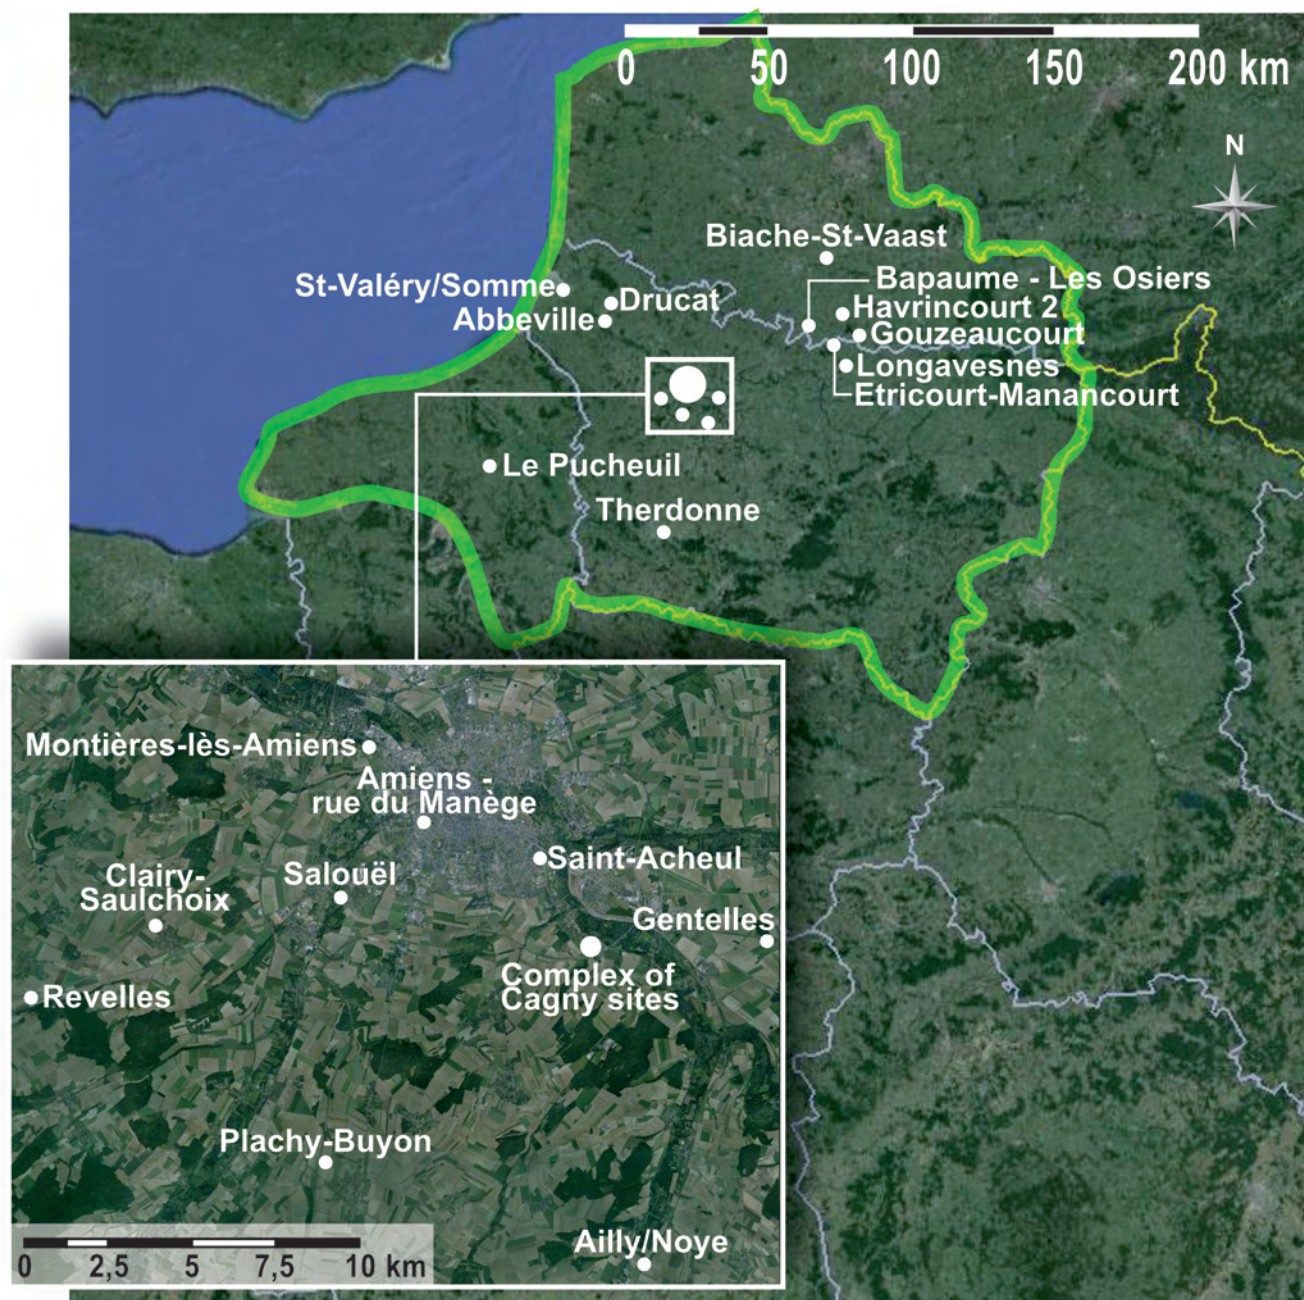 0 50 100 150 200 km
N
Biache-St-Vaast
Bapaume - Les Osiers
St-Valéry/Somme
Drucat
Havrincourt 2
Abbeville
Gouzeaucourt
Longavesnes
Etricourt-Manancourt
Le Pucheuil
Therdonne
Montières-lès-Amiens
Amiens -
rue du Manège
Saint-Acheul
Clairy-
Saulchoix
Salouël
Gentelles
Complex of
Cagny sites
Revelles
Plachy-Buyon
Ailly/Noye
0 2,5 5 7,5 10 km